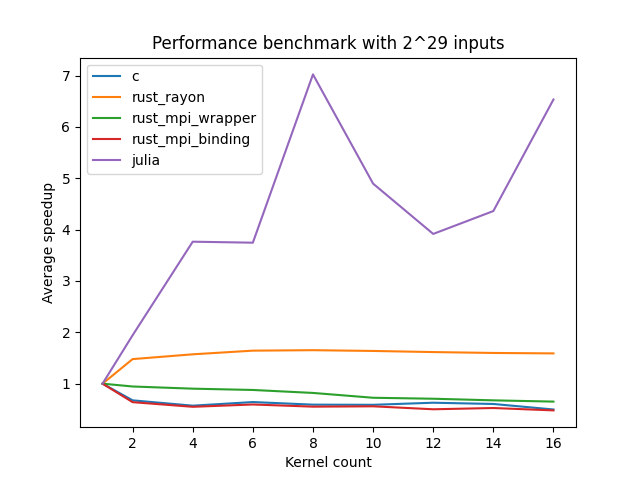 Performance benchmark with 2^29 inputs
c
rust_rayon
rust_mpi_wrapper
rust_mpi_binding
julia
Average speedup
7
6
5
4
3
2
1
2 4 6 8 10 12 14 16
Kernel count